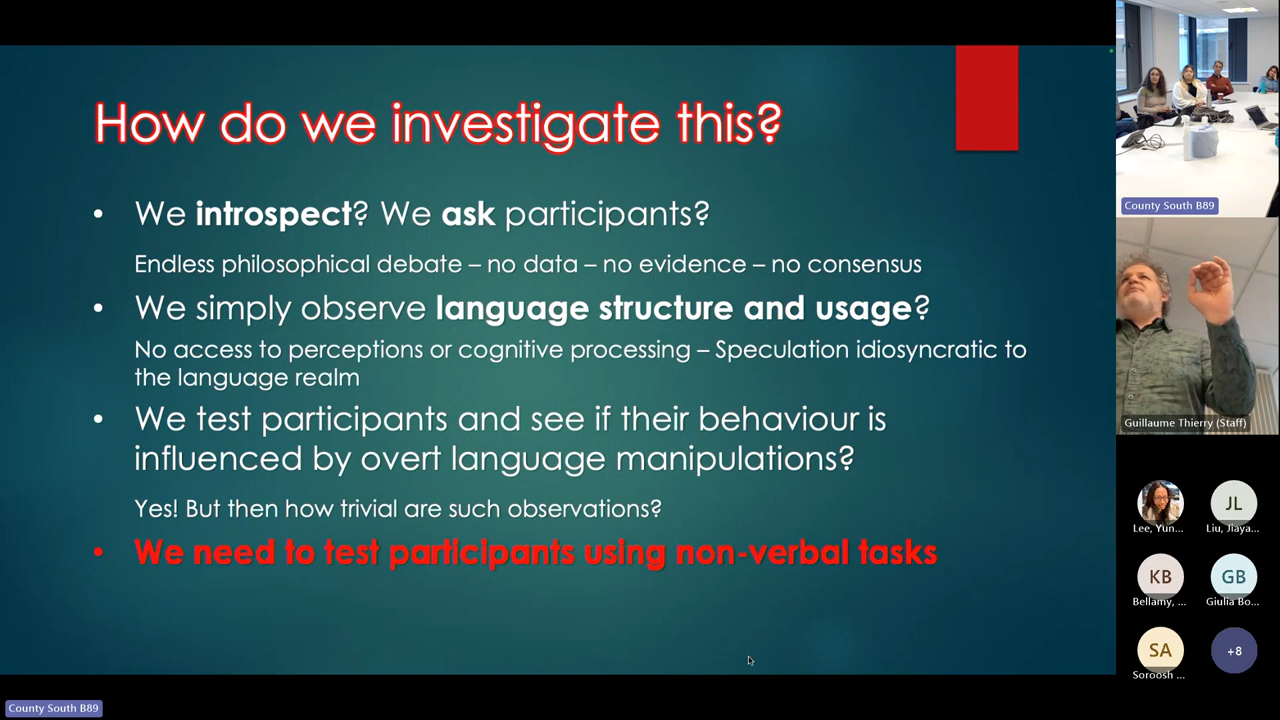 How do we investigate this?
• We introspect? We ask participants?
Endless philosophical debate – no data – no evidence – no consensus
• We simply observe language structure and usage?
No access to perceptions or cognitive processing – Speculation idiosyncratic to
the language realm
• We test participants and see if their behaviour is
influenced by overt language manipulations?
Yes! But then how trivial are such observations?
• We need to test participants using non-verbal tasks
County South B89
County South B89
Guillaume Thierry (Staff)
Lee, Yun...
JL
Liu, Jiaya...
KB
Bellamy, ...
GB
Giulia Bo...
SA
Soroosh ...
+8